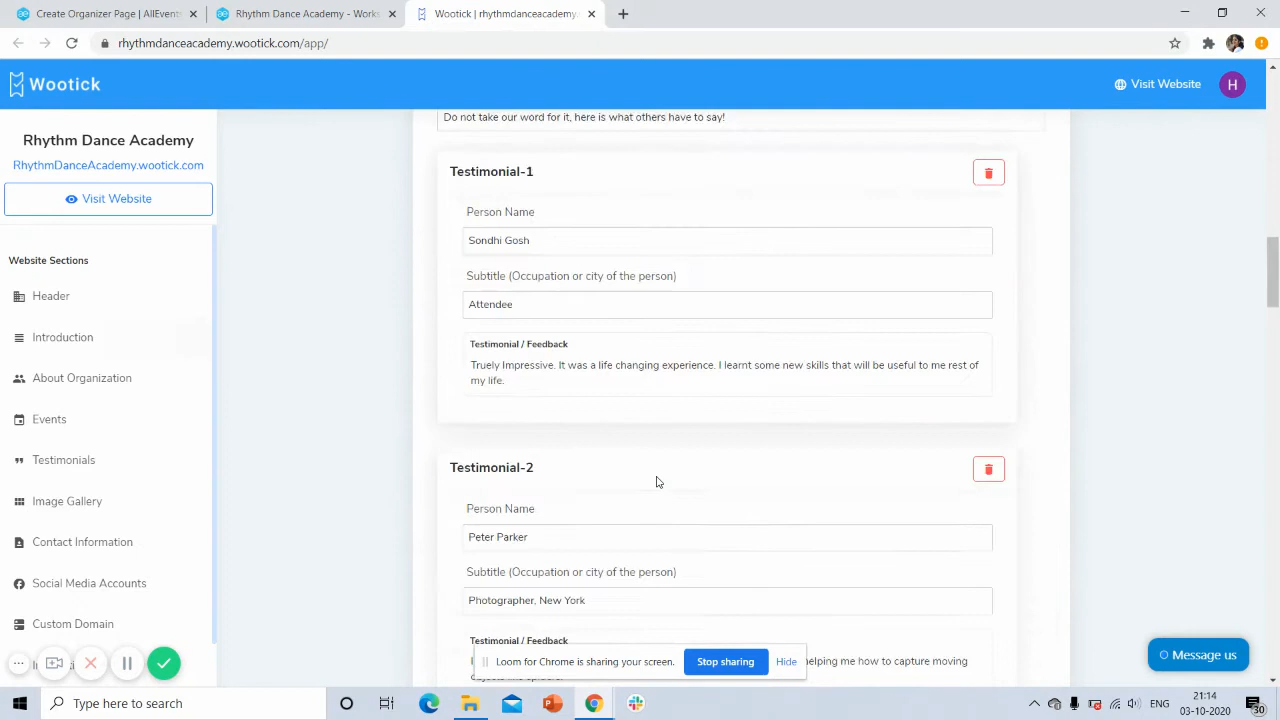 Create Organizer Page | AllEvents
Rhythm Dance Academy - Works
Wootick | rhythmdanceacademy.
rhythmdanceacademy.wootick.com/app/
Wootick
Visit Website
H
Rhythm Dance Academy
RhythmDanceAcademy.wootick.com
Visit Website
Website Sections
Header
Introduction
About Organization
Events
Testimonials
Image Gallery
Contact Information
Social Media Accounts
Custom Domain
Do not take our word for it, here is what others have to say!
Testimonial-1
Person Name
Sondhi Gosh
Subtitle (Occupation or city of the person)
Attendee
Testimonial / Feedback
Truely Impressive. It was a life changing experience. I learnt some new skills that will be useful to me rest of
my life.
Testimonial-2
Person Name
Peter Parker
Subtitle (Occupation or city of the person)
Photographer, New York
Testimonial / Feedback
helping me how to capture moving
Loom for Chrome is sharing your screen.
Stop sharing
Hide
Message us
Type here to search
ENG
21:14
03-10-2020
30